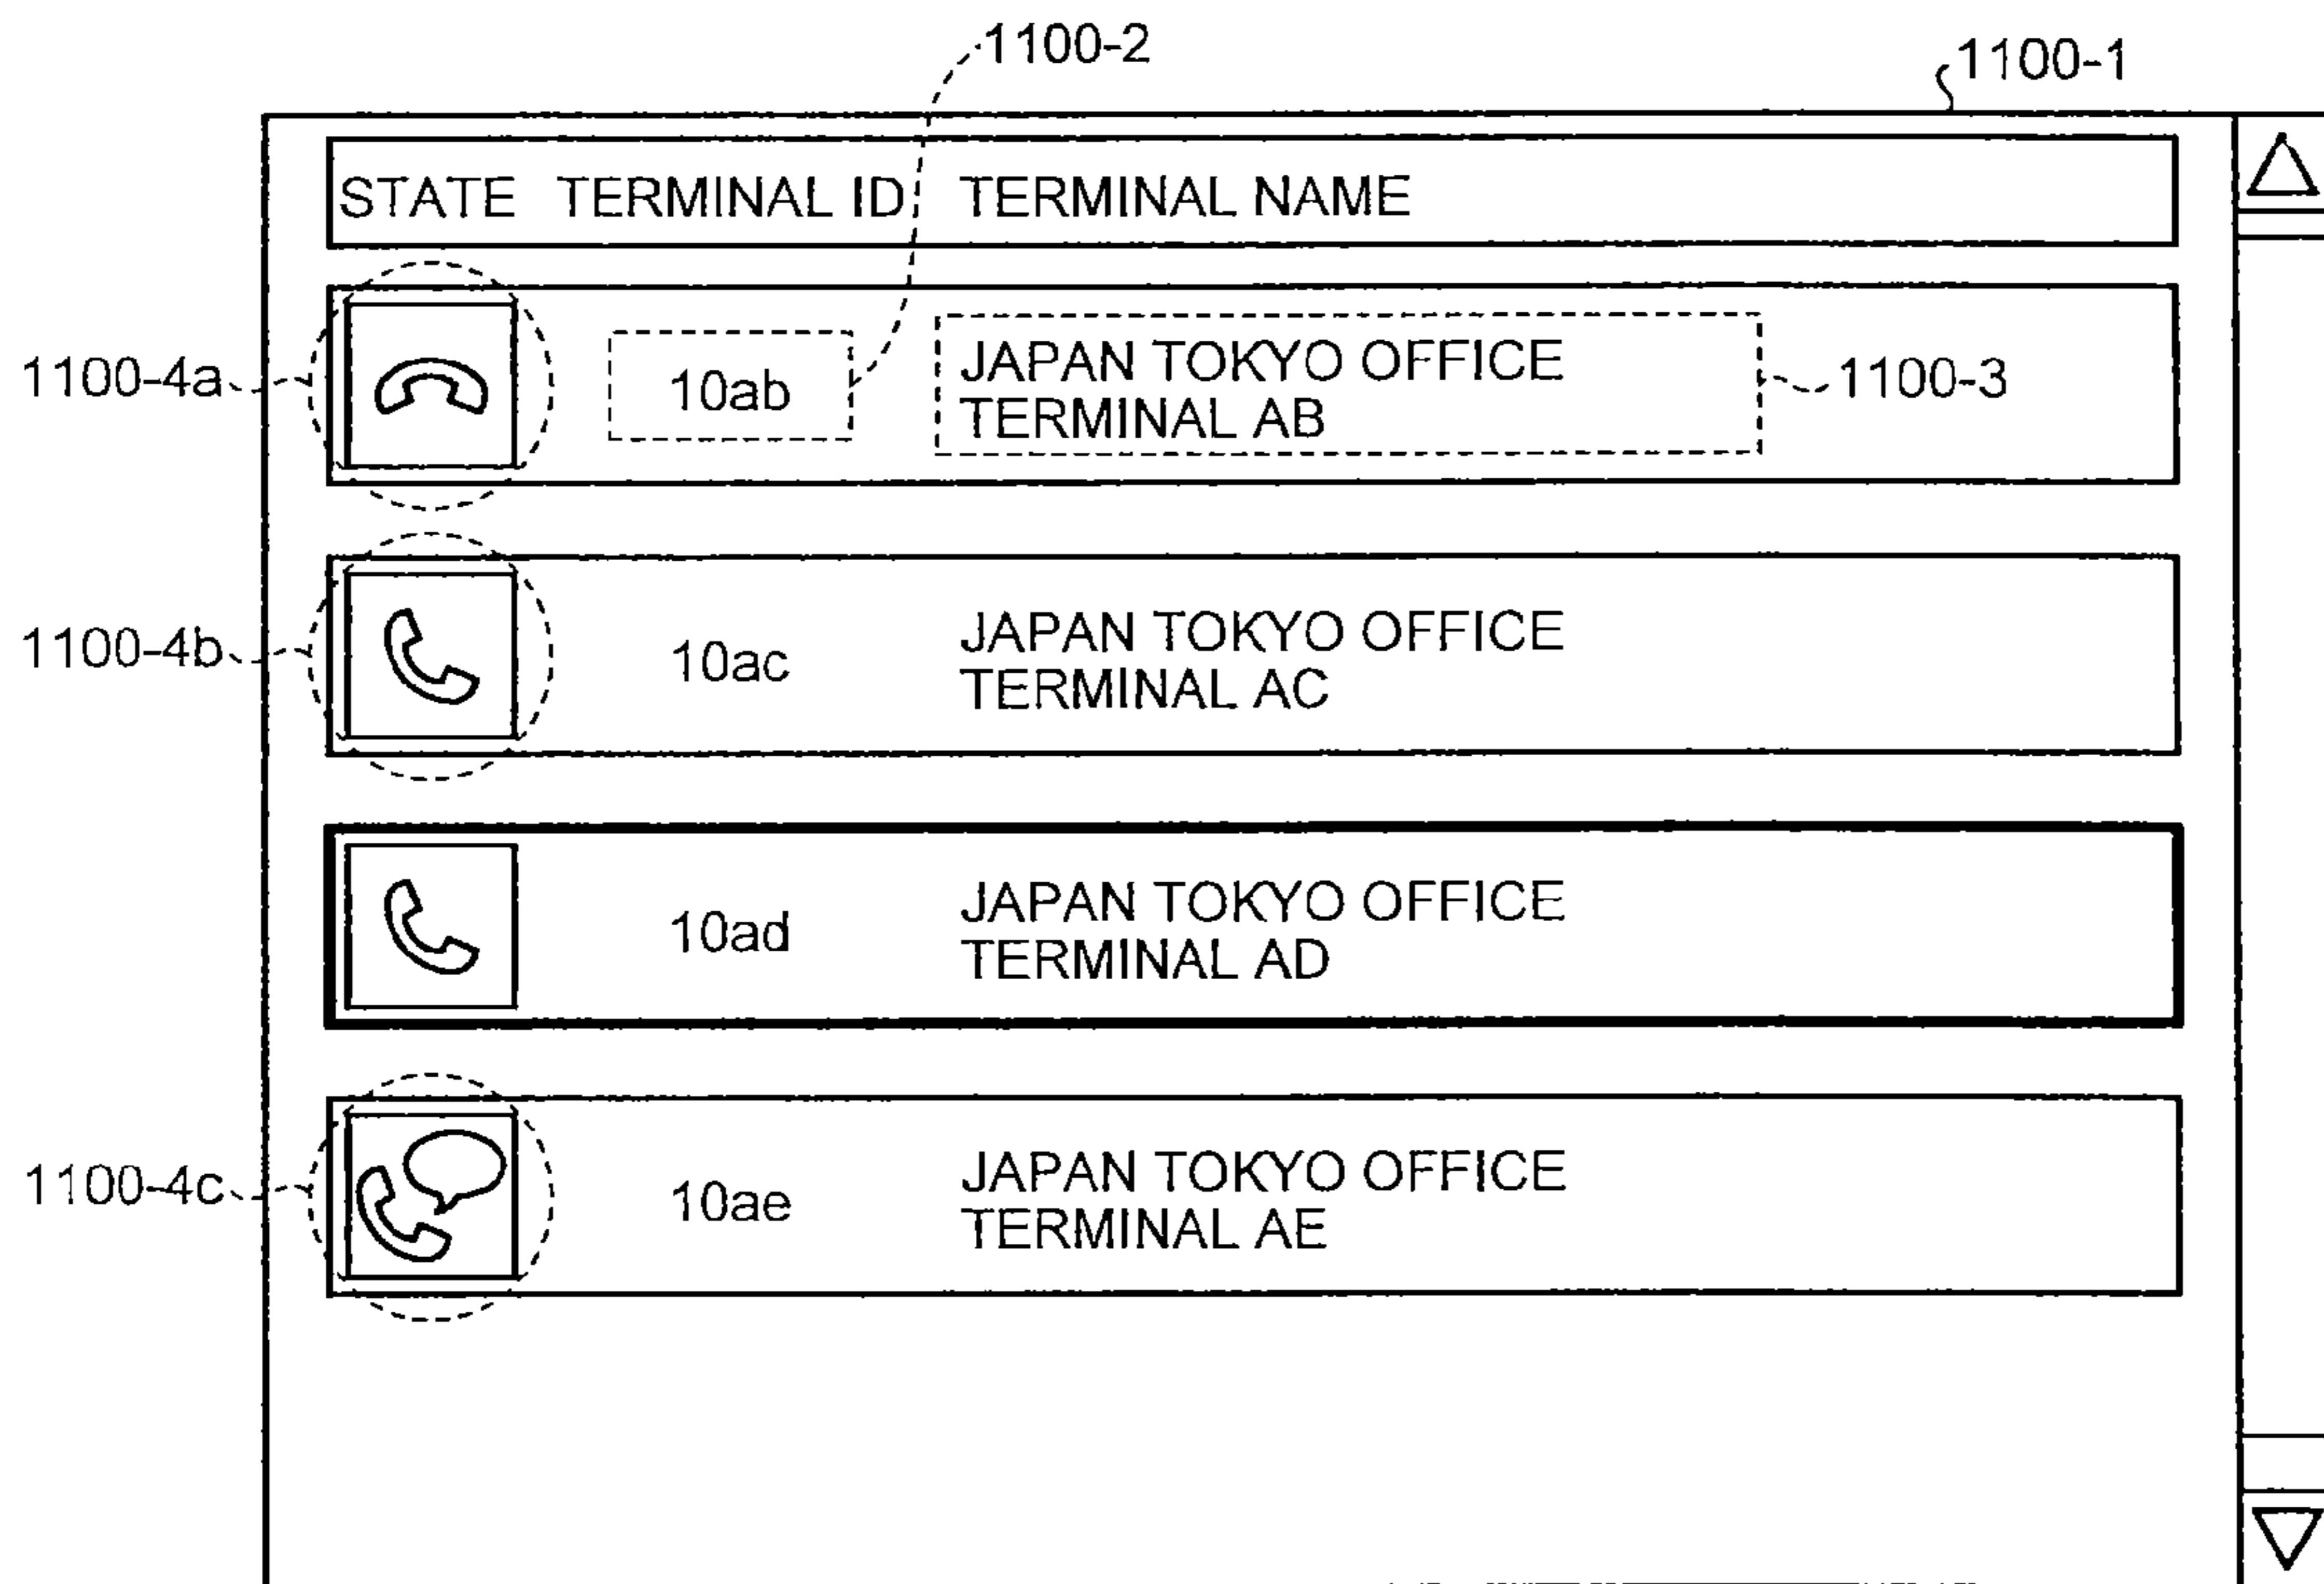 1100-2
1100-1
STATE TERMINAL ID TERMINAL NAME
1100-4a
10ab
JAPAN TOKYO OFFICE
TERMINAL AB
1100-3
1100-4b
10ac
JAPAN TOKYO OFFICE
TERMINAL AC
10ad
JAPAN TOKYO OFFICE
TERMINAL AD
1100-4c
10ae
JAPAN TOKYO OFFICE
TERMINAL AE